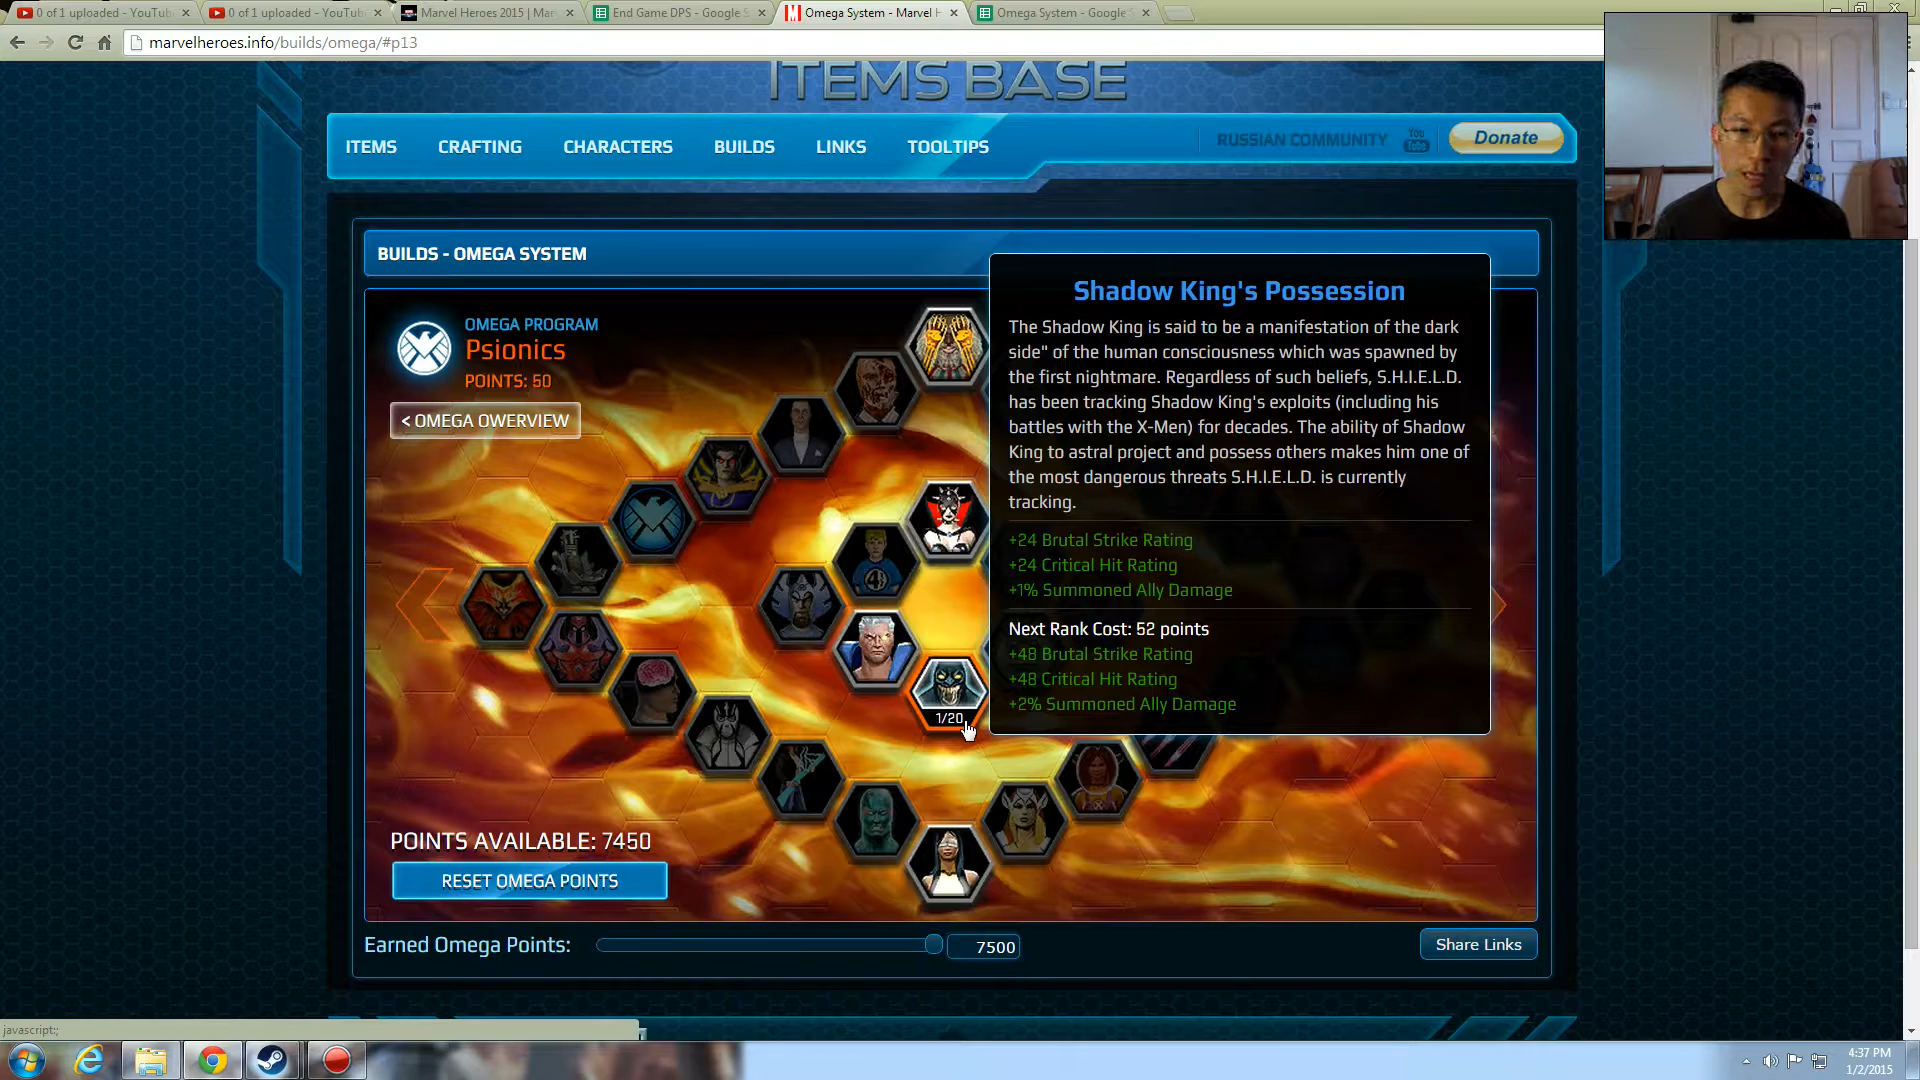 0 of 1 uploaded - YouTube
0 of 1 uploaded - YouTube
Marvel Heroes 2015 | Mar
End Game DPS - Google S
Omega System - Marvel H
Omega System - Google
marvelheroes.info/builds/omega/#p13
ITEMS BASE
ITEMS CRAFTING CHARACTERS BUILDS LINKS TOOLTIPS RUSSIAN COMMUNITY You Tube Donate
BUILDS - OMEGA SYSTEM
OMEGA PROGRAM
Psionics
POINTS: 50
< OMEGA OWERVIEW
Shadow King's Possession
The Shadow King is said to be a manifestation of the dark
side" of the human consciousness which was spawned by
the first nightmare. Regardless of such beliefs, S.H.I.E.L.D.
has been tracking Shadow King's exploits (including his
battles with the X-Men) for decades. The ability of Shadow
King to astral project and possess others makes him one of
the most dangerous threats S.H.I.E.L.D. is currently
tracking.
+24 Brutal Strike Rating
+24 Critical Hit Rating
+1% Summoned Ally Damage
Next Rank Cost: 52 points
+48 Brutal Strike Rating
+48 Critical Hit Rating
+2% Summoned Ally Damage
4
1/20
POINTS AVAILABLE: 7450
RESET OMEGA POINTS
Earned Omega Points: 7500
Share Links
javascript:;
4:37 PM
1/2/2015